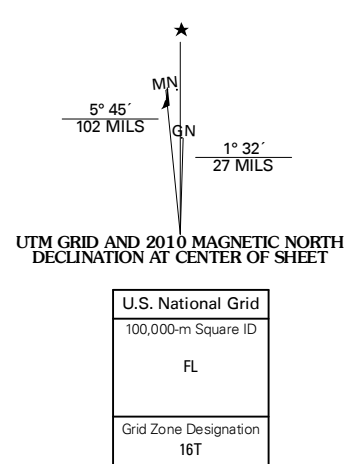 ★
MN
GN
5° 45´
102 MILS
1° 32´
27 MILS
UTM GRID AND 2010 MAGNETIC NORTH
DECLINATION AT CENTER OF SHEET
U.S. National Grid
100,000-m Square ID
FL
Grid Zone Designation
16T